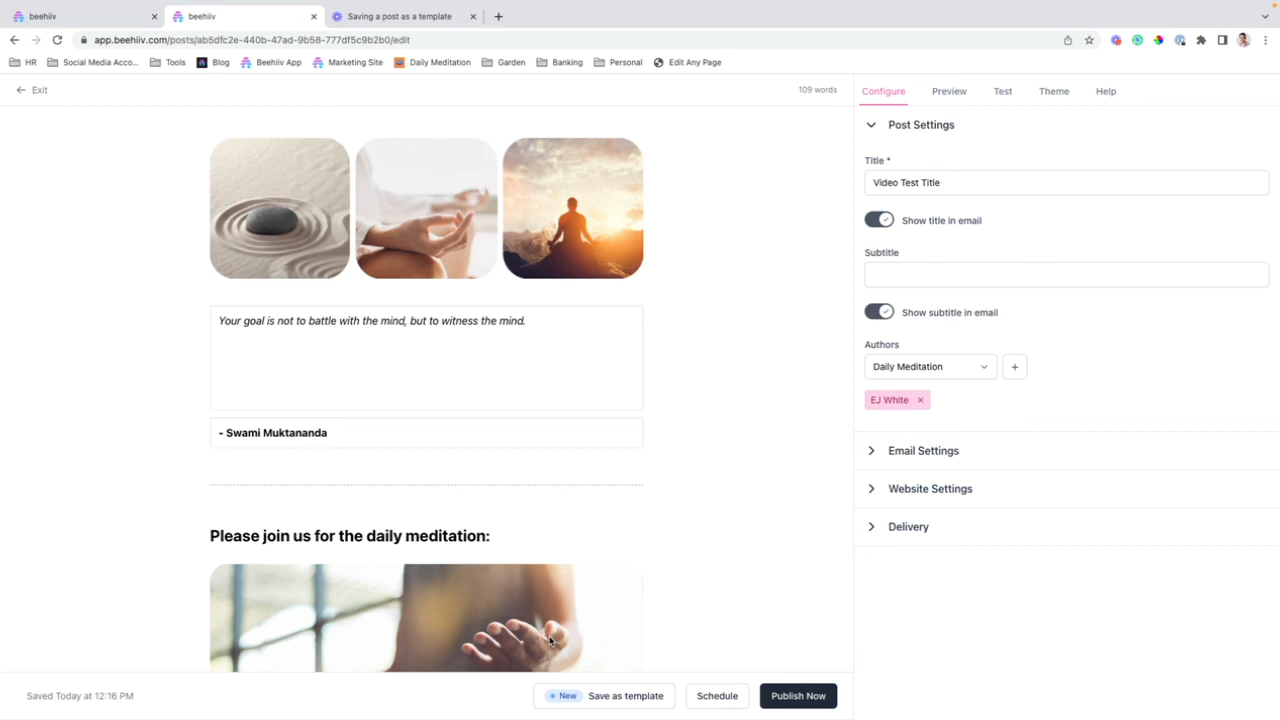 beehiiv
beehiiv
Saving a post as a template
app.beehiiv.com/posts/ab5dfc2e-440b-47ad-9b58-777df5c9b2b0/edit
HR
Social Media Acco...
Tools
Blog
Beehiiv App
Marketing Site
Daily Meditation
Garden
Banking
Personal
Edit Any Page
Exit
109 words
Configure
Preview
Test
Theme
Help
Post Settings
Title *
Video Test Title
Show title in email
Subtitle
Show subtitle in email
Authors
Daily Meditation
EJ White
Email Settings
Website Settings
Delivery
Your goal is not to battle with the mind, but to witness the mind.
- Swami Muktananda
Please join us for the daily meditation:
Saved Today at 12:16 PM
New Save as template
Schedule
Publish Now